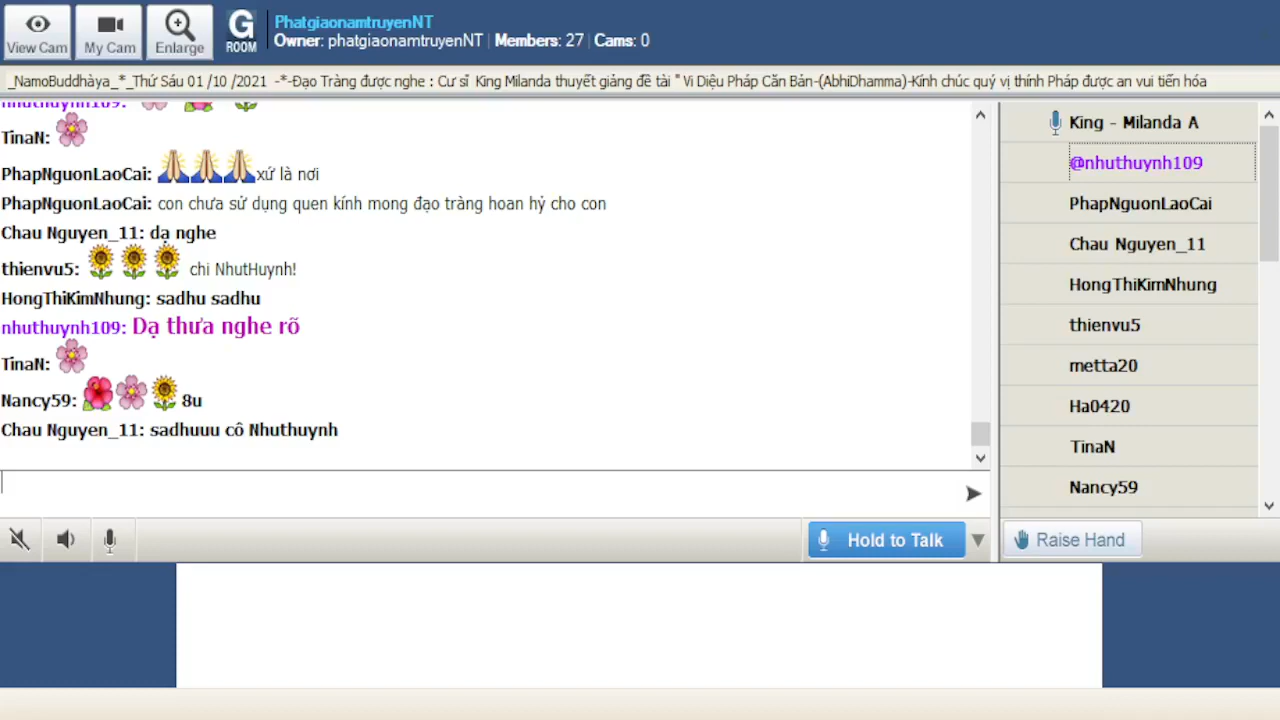 View Cam
My Cam
Enlarge
G
ROOM
PhatgiaonamtruyenNT
Owner: phatgiaonamtruyenNT | Members: 27 | Cams: 0
_NamoBuddhàya_*_Thứ Sáu 01 /10 /2021 -*-Đạo Tràng được nghe : Cư sĩ King Milanda thuyết giảng đề tài " Vi Diệu Pháp Căn Bản-(AbhiDhamma)-Kính chúc quý vị thính Pháp được an vui tiến hóa
nhuthuynh109:
TinaN:
PhapNguonLaoCai: xứ là nơi
PhapNguonLaoCai: con chưa sử dụng quen kính mong đạo tràng hoan hỷ cho con
Chau Nguyen_11: dạ nghe
thienvu5: chi NhutHuynh!
HongThiKimNhung: sadhu sadhu
nhuthuynh109: Dạ thưa nghe rõ
TinaN:
Nancy59: 8u
Chau Nguyen_11: sadhuuu cô Nhuthuynh
King - Milanda A
@nhuthuynh109
PhapNguonLaoCai
Chau Nguyen_11
HongThiKimNhung
thienvu5
metta20
Ha0420
TinaN
Nancy59
Hold to Talk
Raise Hand